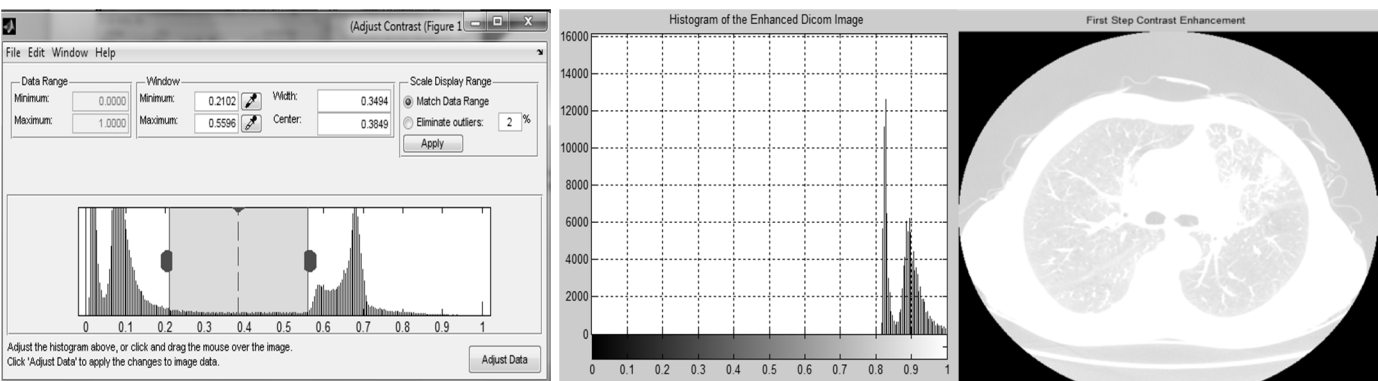 (Adjust Contrast (Figure 1
File Edit Window Help
Data Range
Minimum: 0.0000
Maximum: 1.0000
Window
Minimum: 0.2102
Maximum: 0.5596
Width: 0.3494
Center: 0.3849
Scale Display Range
Match Data Range
Eliminate outliers: 2 %
Apply
0 0.1 0.2 0.3 0.4 0.5 0.6 0.7 0.8 0.9 1
Adjust the histogram above, or click and drag the mouse over the image.
Click 'Adjust Data' to apply the changes to image data.
Adjust Data
Histogram of the Enhanced Dicom Image
16000
14000
12000
10000
8000
6000
4000
2000
0
0 0.1 0.2 0.3 0.4 0.5 0.6 0.7 0.8 0.9 1
First Step Contrast Enhancement